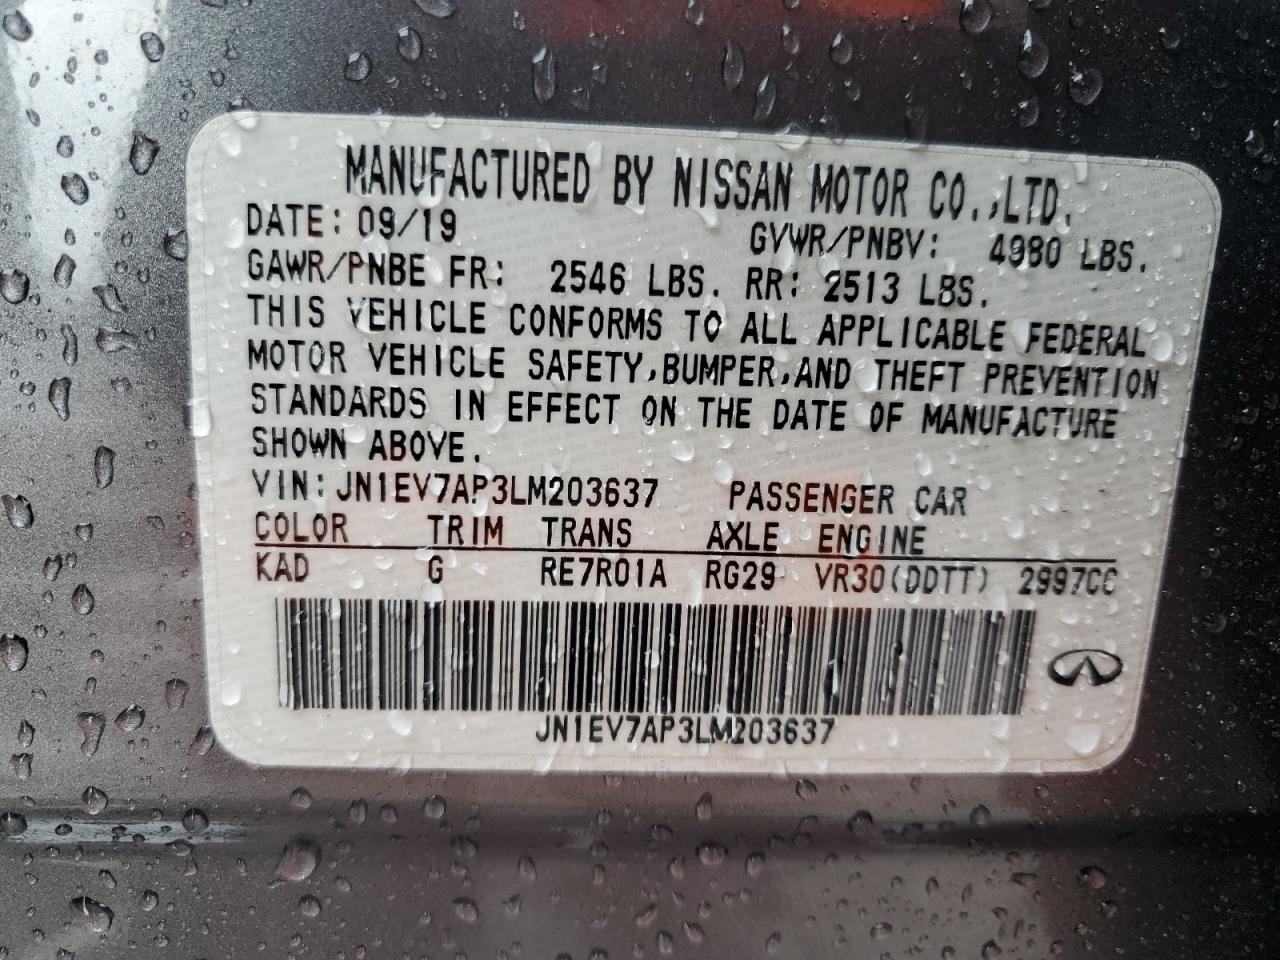 MANUFACTURED BY NISSAN MOTOR CO.,LTD.
DATE: 09/19 GVWR/PNBV: 4980 LBS.
GAWR/PNBE FR: 2546 LBS. RR: 2513 LBS.
THIS VEHICLE CONFORMS TO ALL APPLICABLE FEDERAL
MOTOR VEHICLE SAFETY,BUMPER,AND THEFT PREVENTION
STANDARDS IN EFFECT ON THE DATE OF MANUFACTURE
SHOWN ABOVE.
VIN:JN1EV7AP3LM203637 PASSENGER CAR
COLOR TRIM TRANS AXLE ENGINE
KAD G RE7R01A RG29 VR30(DDTT) 2997CC
JN1EV7AP3LM203637